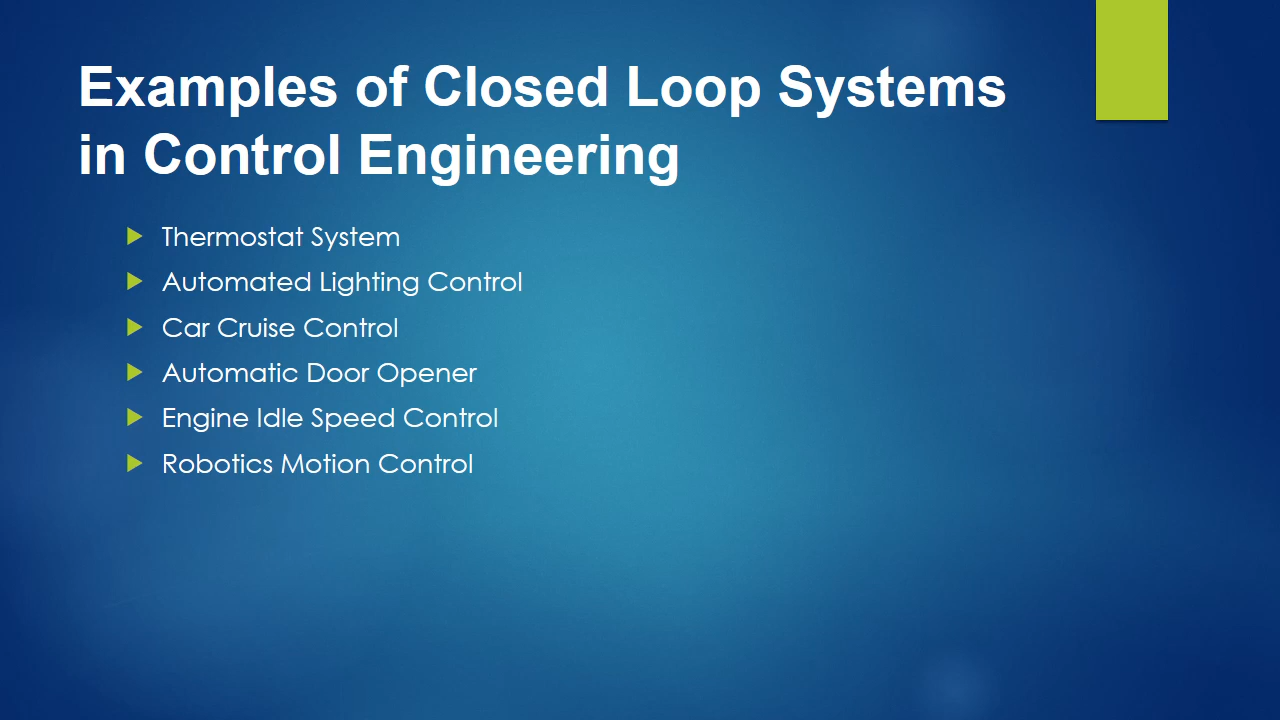 Examples of Closed Loop Systems
in Control Engineering
Thermostat System
Automated Lighting Control
Car Cruise Control
Automatic Door Opener
Engine Idle Speed Control
Robotics Motion Control